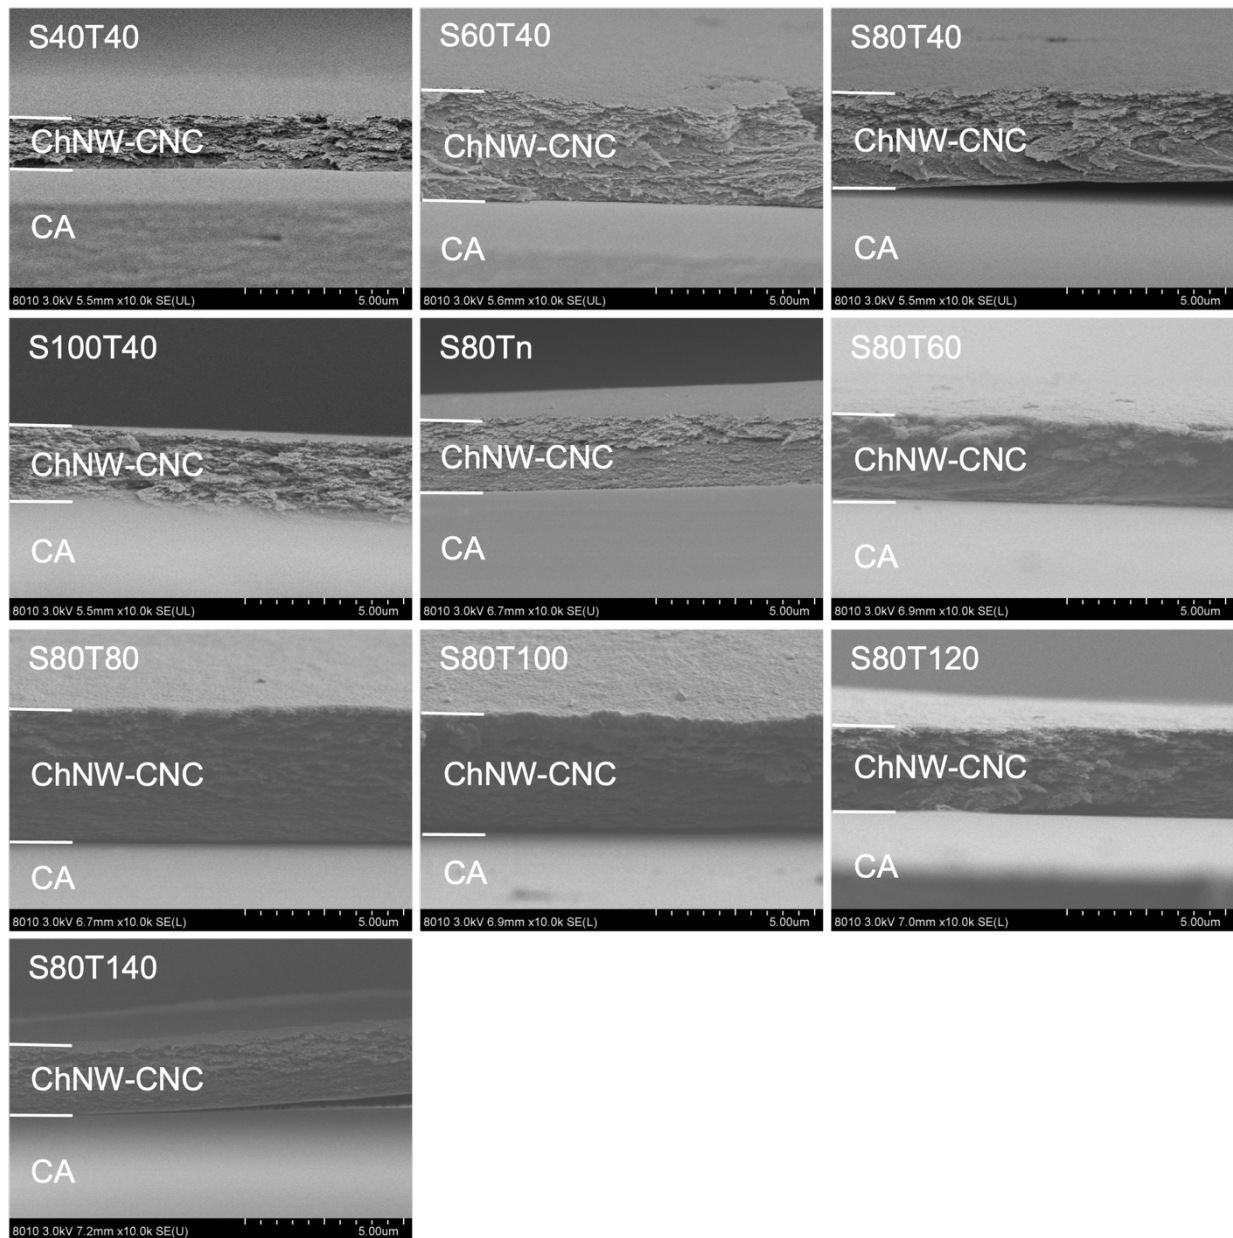 S40T40
ChNW-CNC
CA
8010 3.0kV 5.5mm x10.0k SE(UL) 5.00um
S60T40
ChNW-CNC
CA
8010 3.0kV 5.6mm x10.0k SE(UL) 5.00um
S80T40
ChNW-CNC
CA
8010 3.0kV 5.5mm x10.0k SE(UL) 5.00um
S100T40
ChNW-CNC
CA
8010 3.0kV 5.5mm x10.0k SE(UL) 5.00um
S80Tn
ChNW-CNC
CA
8010 3.0kV 6.7mm x10.0k SE(U) 5.00um
S80T60
ChNW-CNC
CA
8010 3.0kV 6.9mm x10.0k SE(L) 5.00um
S80T80
ChNW-CNC
CA
8010 3.0kV 6.7mm x10.0k SE(L) 5.00um
S80T100
ChNW-CNC
CA
8010 3.0kV 6.9mm x10.0k SE(L) 5.00um
S80T120
ChNW-CNC
CA
8010 3.0kV 7.0mm x10.0k SE(L) 5.00um
S80T140
ChNW-CNC
CA
8010 3.0kV 7.2mm x10.0k SE(U) 5.00um